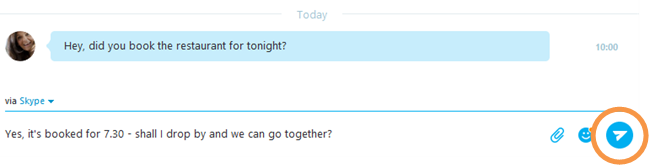 Today
Hey, did you book the restaurant for tonight?
10:00
via Skype
Yes, it's booked for 7.30 - shall I drop by and we can go together?